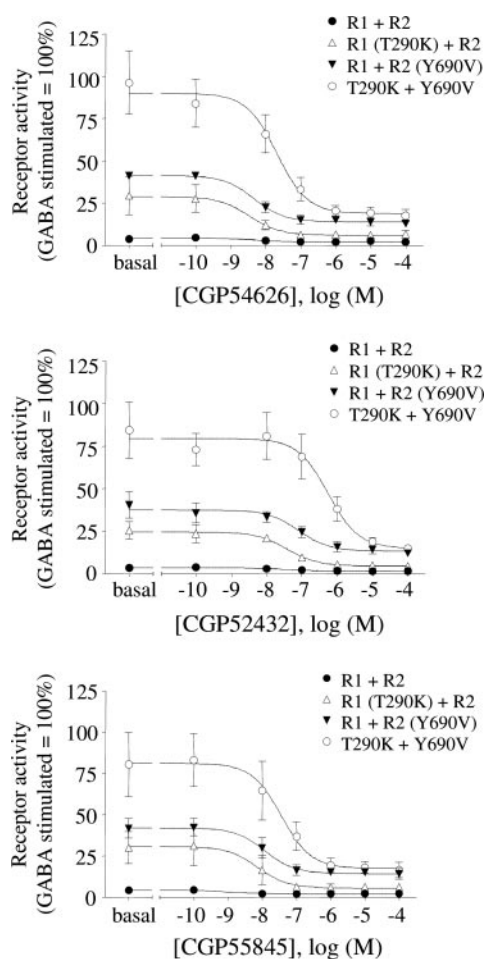 R1 + R2
R1 (T290K) + R2
R1 + R2 (Y690V)
T290K + Y690V
Receptor activity
(GABA stimulated = 100%)
125
100
75
50
25
0
basal -10 -9 -8 -7 -6 -5 -4
[CGP54626], log (M)
R1 + R2
R1 (T290K) + R2
R1 + R2 (Y690V)
T290K + Y690V
Receptor activity
(GABA stimulated = 100%)
125
100
75
50
25
0
basal -10 -9 -8 -7 -6 -5 -4
[CGP52432], log (M)
R1 + R2
R1 (T290K) + R2
R1 + R2 (Y690V)
T290K + Y690V
Receptor activity
(GABA stimulated = 100%)
125
100
75
50
25
0
basal -10 -9 -8 -7 -6 -5 -4
[CGP55845], log (M)